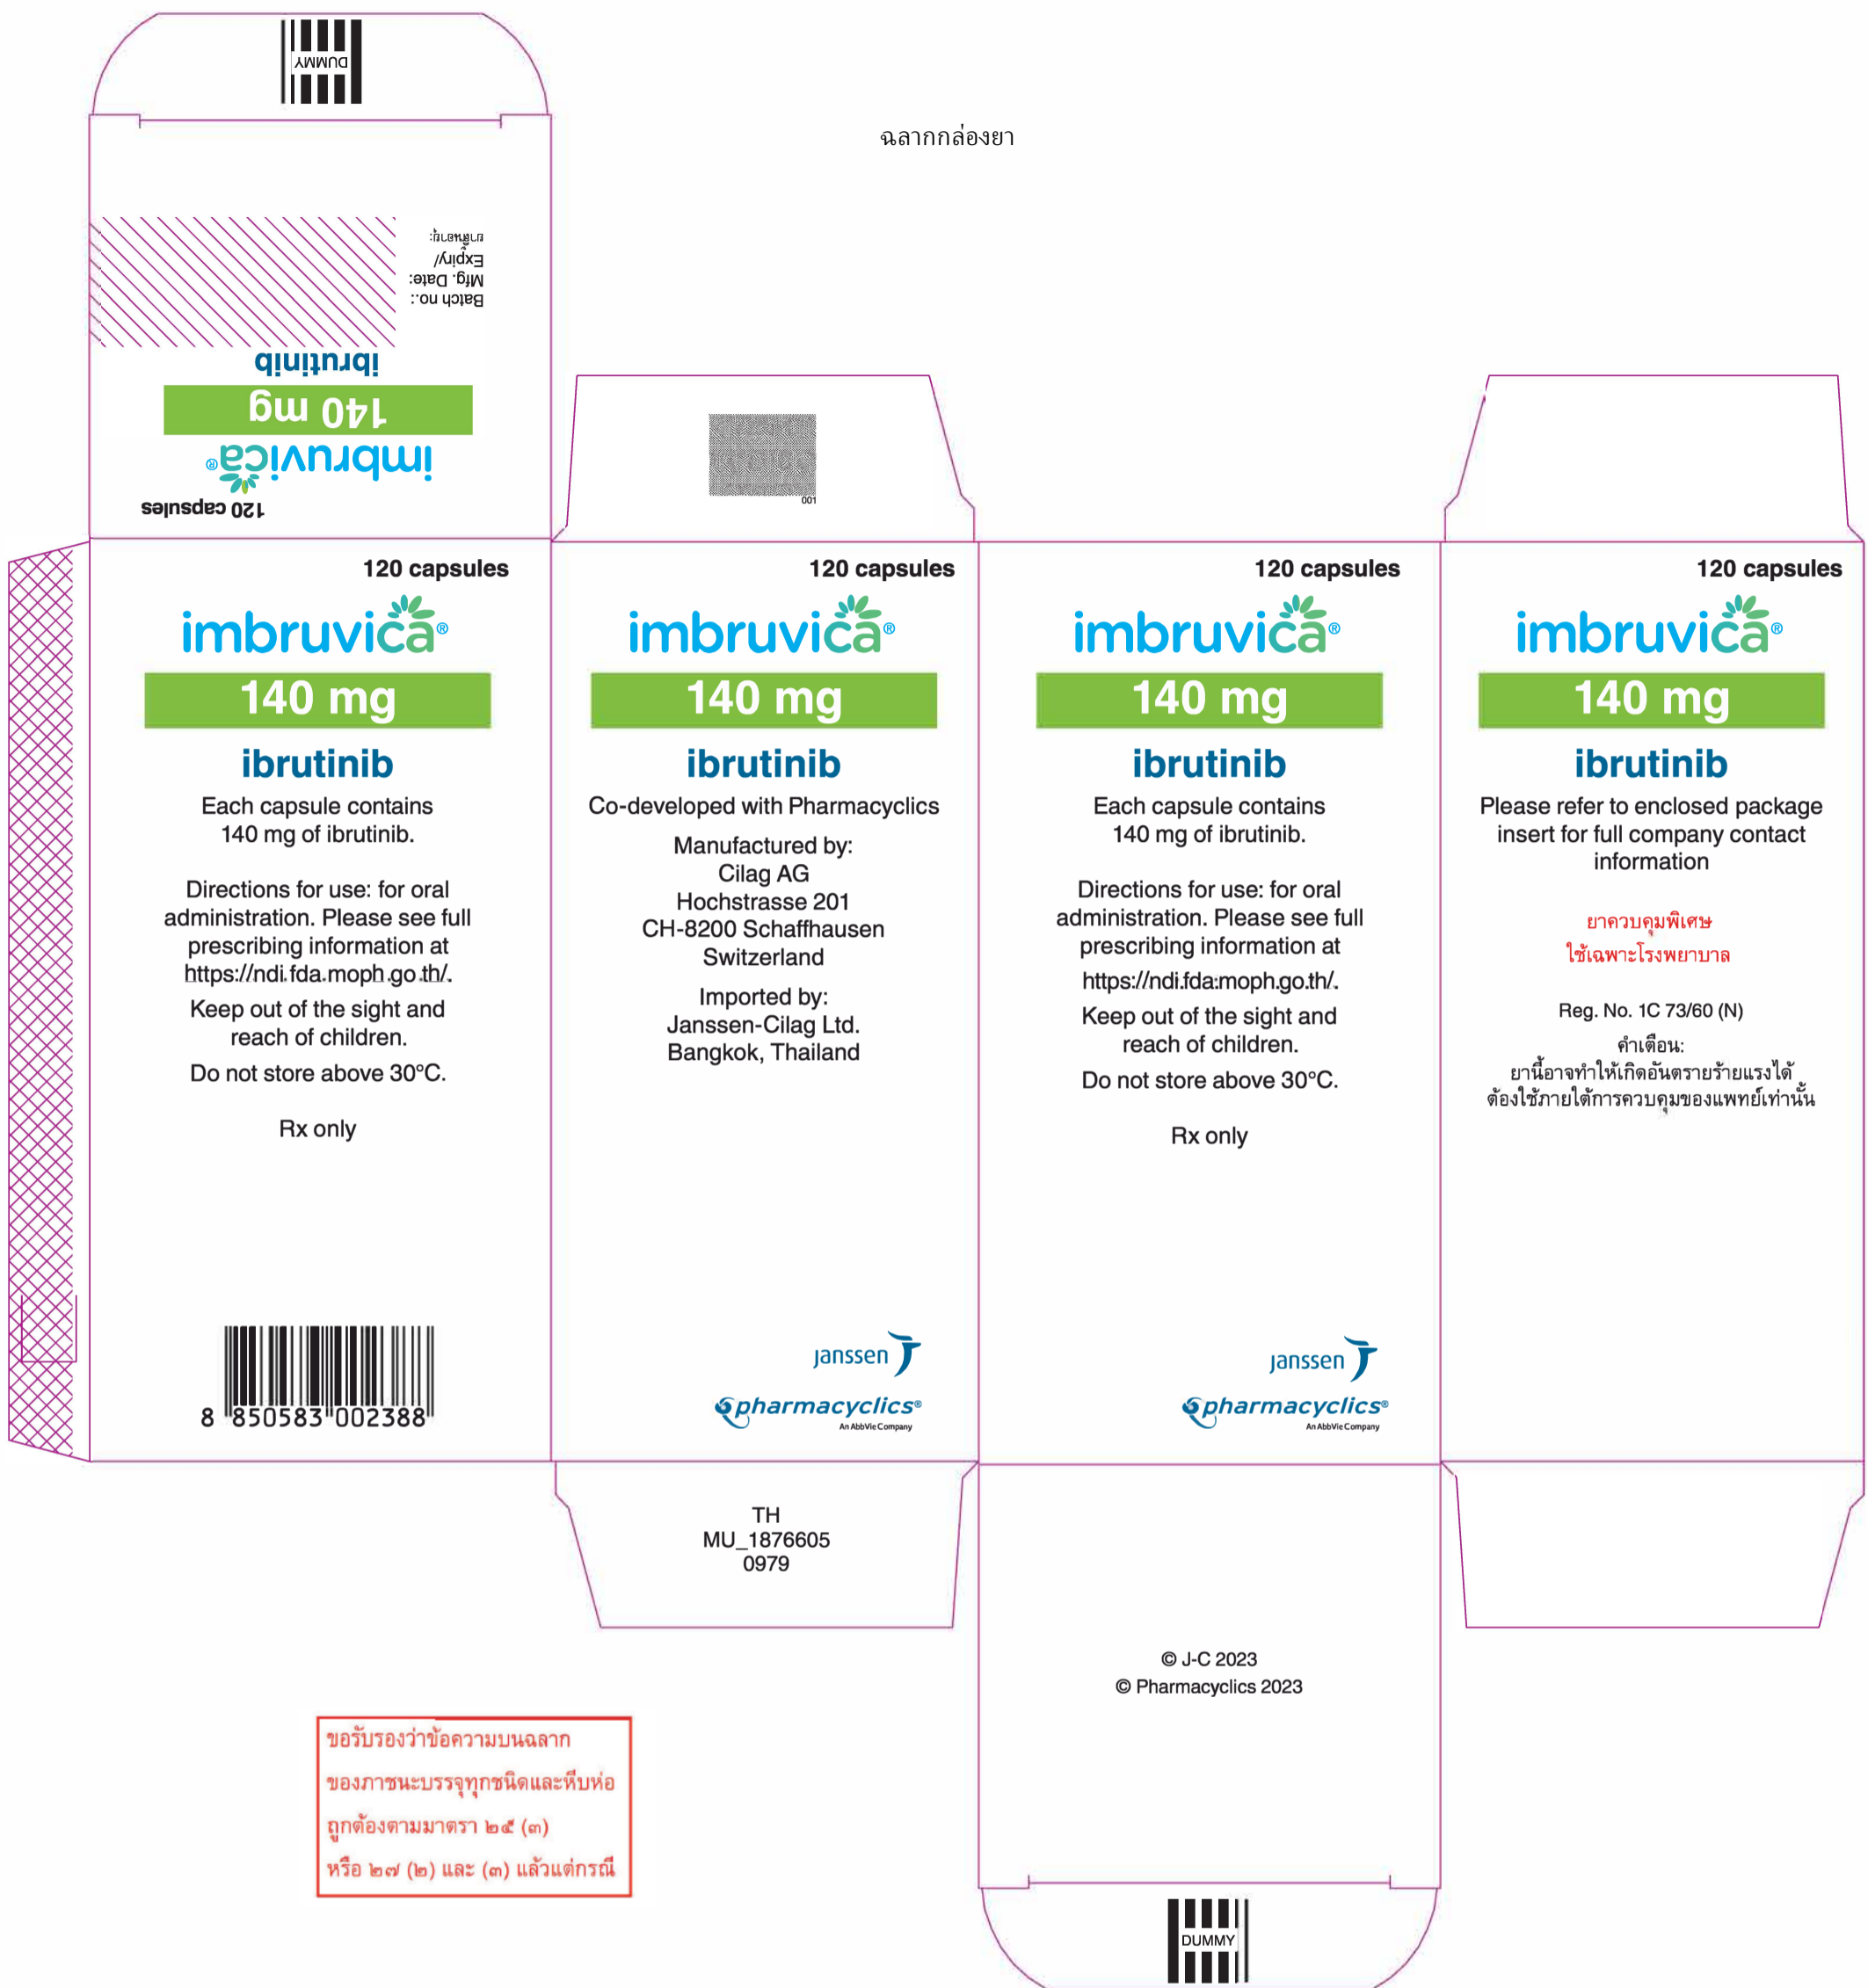 DUMMY
ฉลากกล่องยา
Batch no.:
Mfg. Date:
Expiry/
ยาสิ้นอายุ:
ibrutinib
140 mg
imbruvica®
120 capsules
001
120 capsules
imbruvica®
140 mg
ibrutinib
Each capsule contains
140 mg of ibrutinib.
Directions for use: for oral
administration. Please see full
prescribing information at
https://ndi.fda.moph.go.th/.
Keep out of the sight and
reach of children.
Do not store above 30°C.
Rx only
8 850583 002388
120 capsules
imbruvica®
140 mg
ibrutinib
Co-developed with Pharmacyclics
Manufactured by:
Cilag AG
Hochstrasse 201
CH-8200 Schaffhausen
Switzerland
Imported by:
Janssen-Cilag Ltd.
Bangkok, Thailand
janssen
pharmacyclics®
An AbbVie Company
120 capsules
imbruvica®
140 mg
ibrutinib
Each capsule contains
140 mg of ibrutinib.
Directions for use: for oral
administration. Please see full
prescribing information at
https://ndi.fda.moph.go.th/.
Keep out of the sight and
reach of children.
Do not store above 30°C.
Rx only
janssen
pharmacyclics®
An AbbVie Company
120 capsules
imbruvica®
140 mg
ibrutinib
Please refer to enclosed package
insert for full company contact
information
ยาควบคุมพิเศษ
ใช้เฉพาะโรงพยาบาล
Reg. No. 1C 73/60 (N)
คำเตือน:
ยานี้อาจทำให้เกิดอันตรายร้ายแรงได้
ต้องใช้ภายใต้การควบคุมของแพทย์เท่านั้น
TH
MU_1876605
0979
© J-C 2023
© Pharmacyclics 2023
ขอรับรองว่าข้อความบนฉลาก
ของภาชนะบรรจุทุกชนิดและหีบห่อ
ถูกต้องตามมาตรา ๒๕ (๓)
หรือ ๒๗ (๒) และ (๓) แล้วแต่กรณี
DUMMY